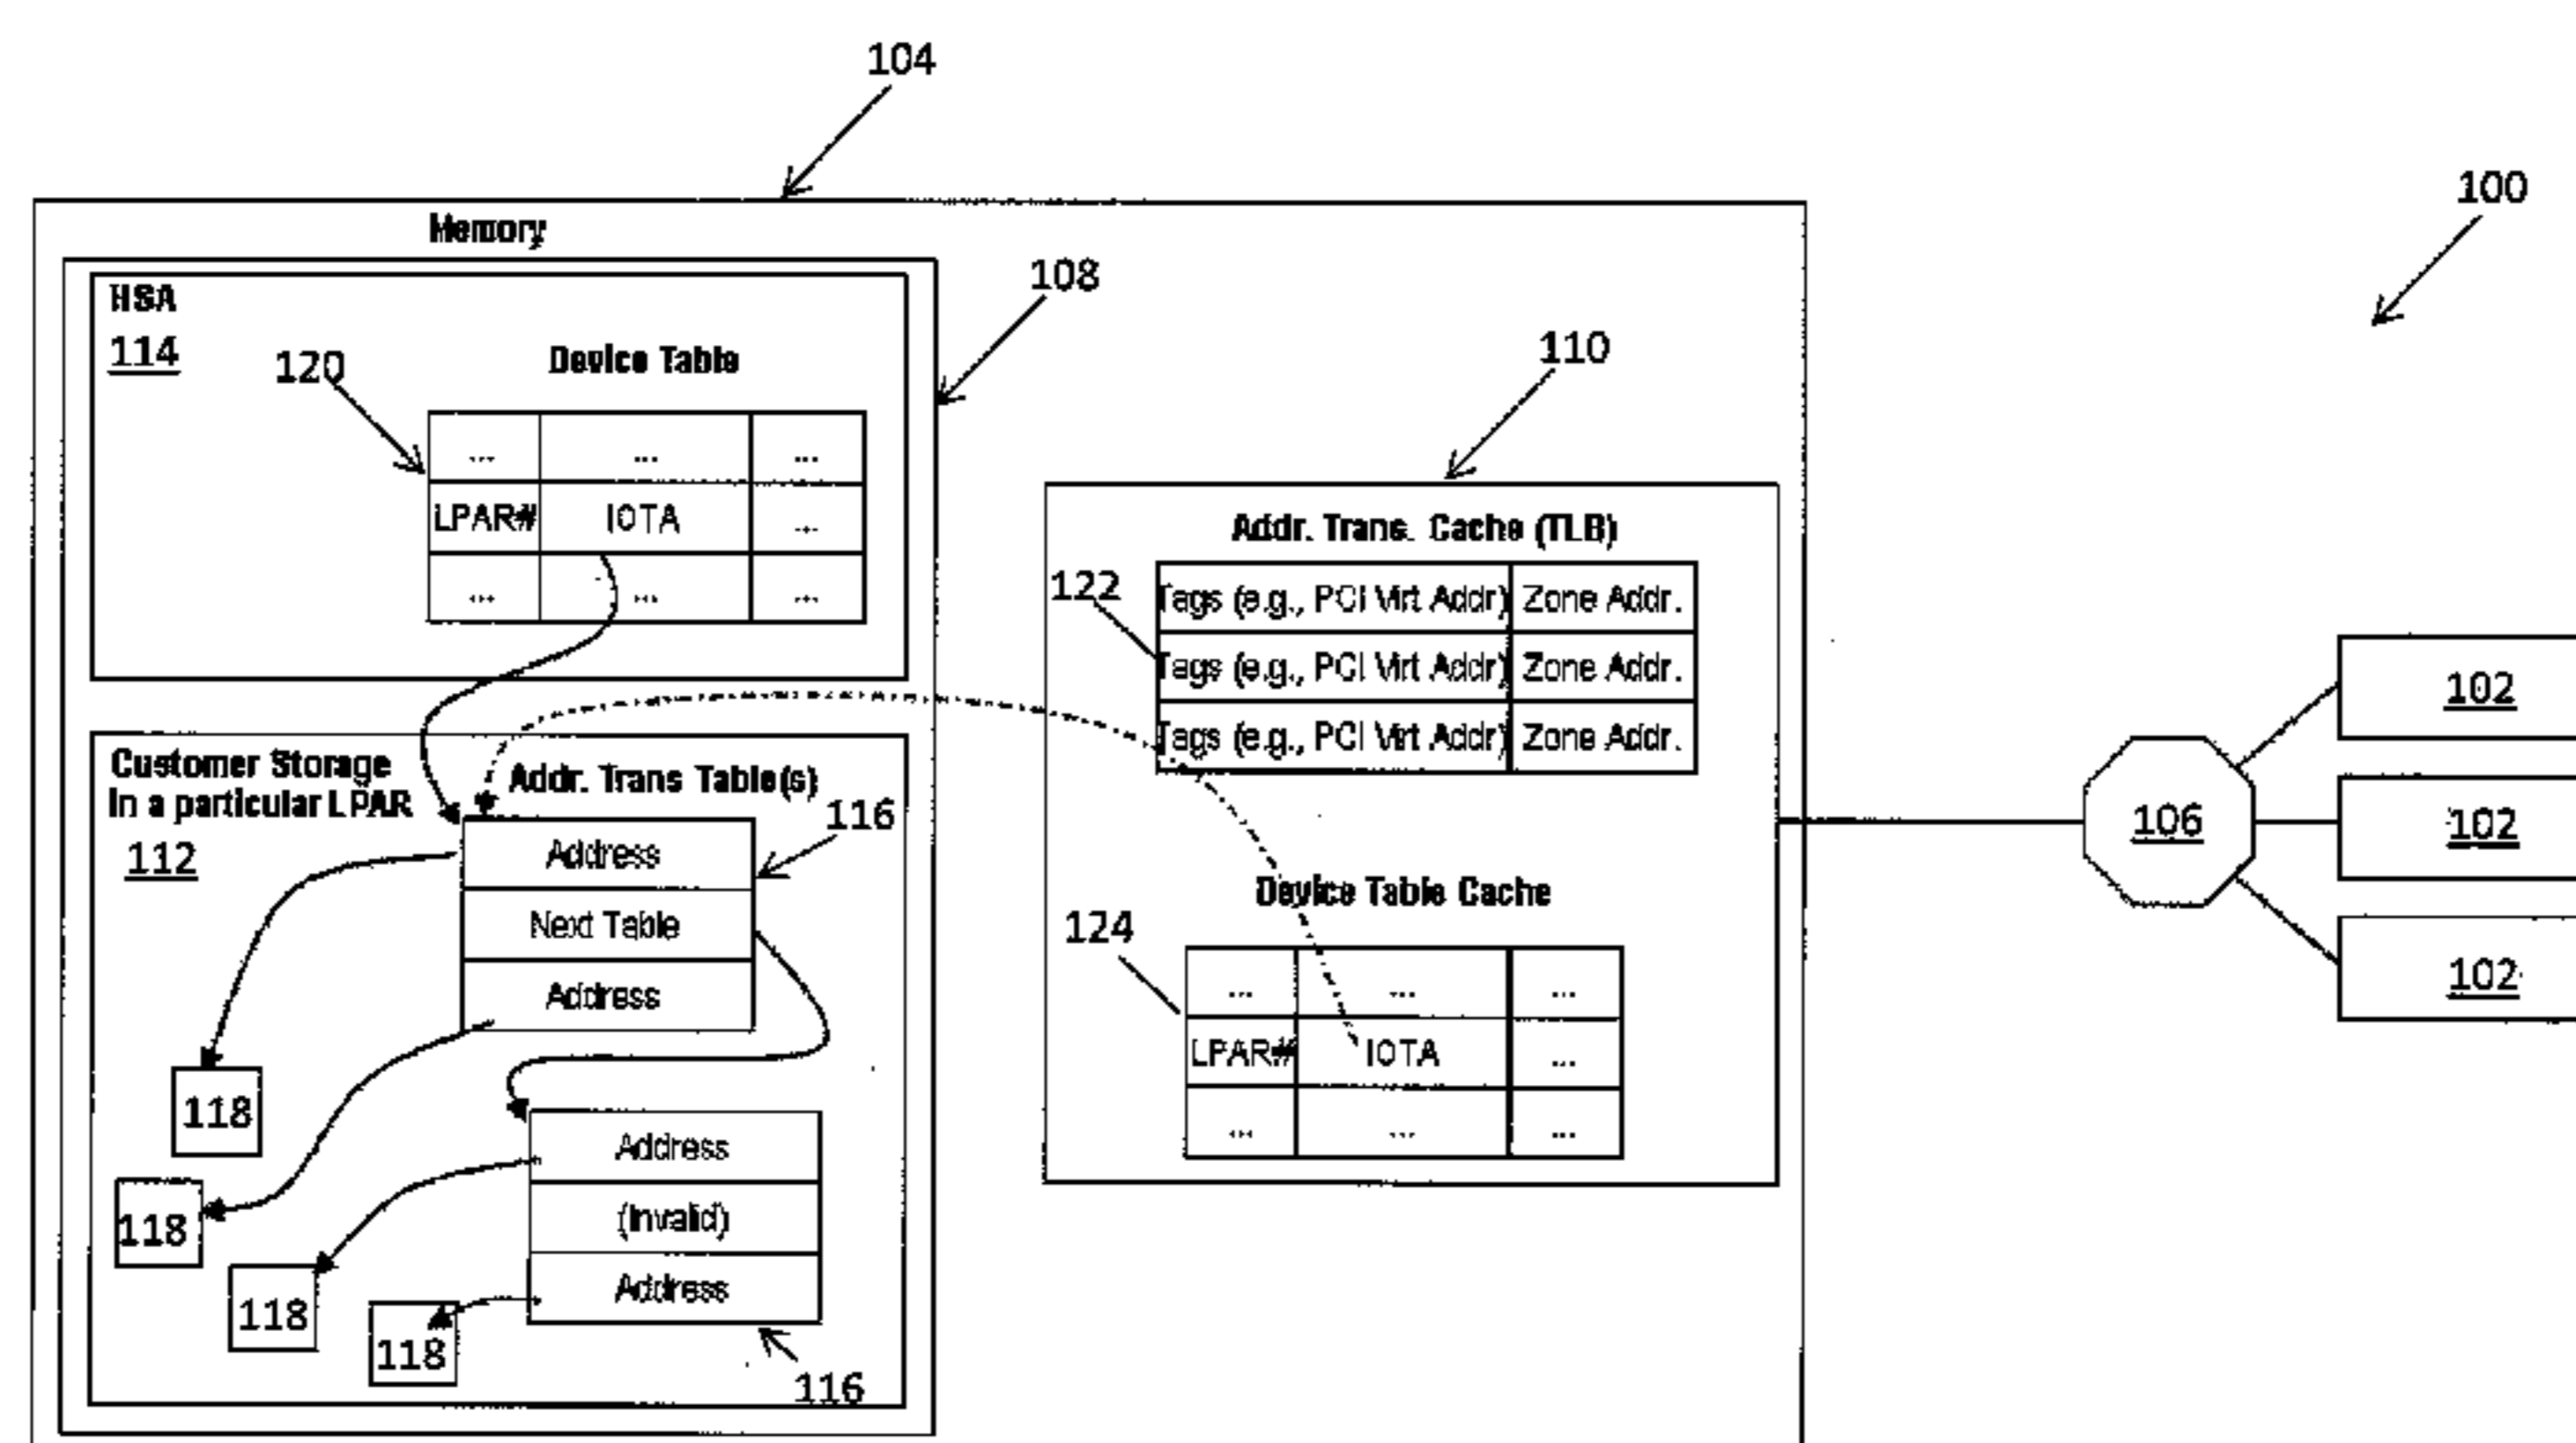 104
100
Memory
108
HSA
114
120
Device Table
110
... ... ...
LPAR# IOTA ...
... ... ...
Addr. Trans. Cache (TLB)
122
Tags (e.g., PCI Virt Addr) Zone Addr.
Tags (e.g., PCI Virt Addr) Zone Addr.
Tags (e.g., PCI Virt Addr) Zone Addr.
102
106
102
102
Customer Storage
in a particular LPAR
112
Addr. Trans Table(s)
116
Address
Next Table
Address
Device Table Cache
124
... ... ...
LPAR# IOTA ...
... ... ...
118
118
118
118
Address
(Invalid)
Address
116